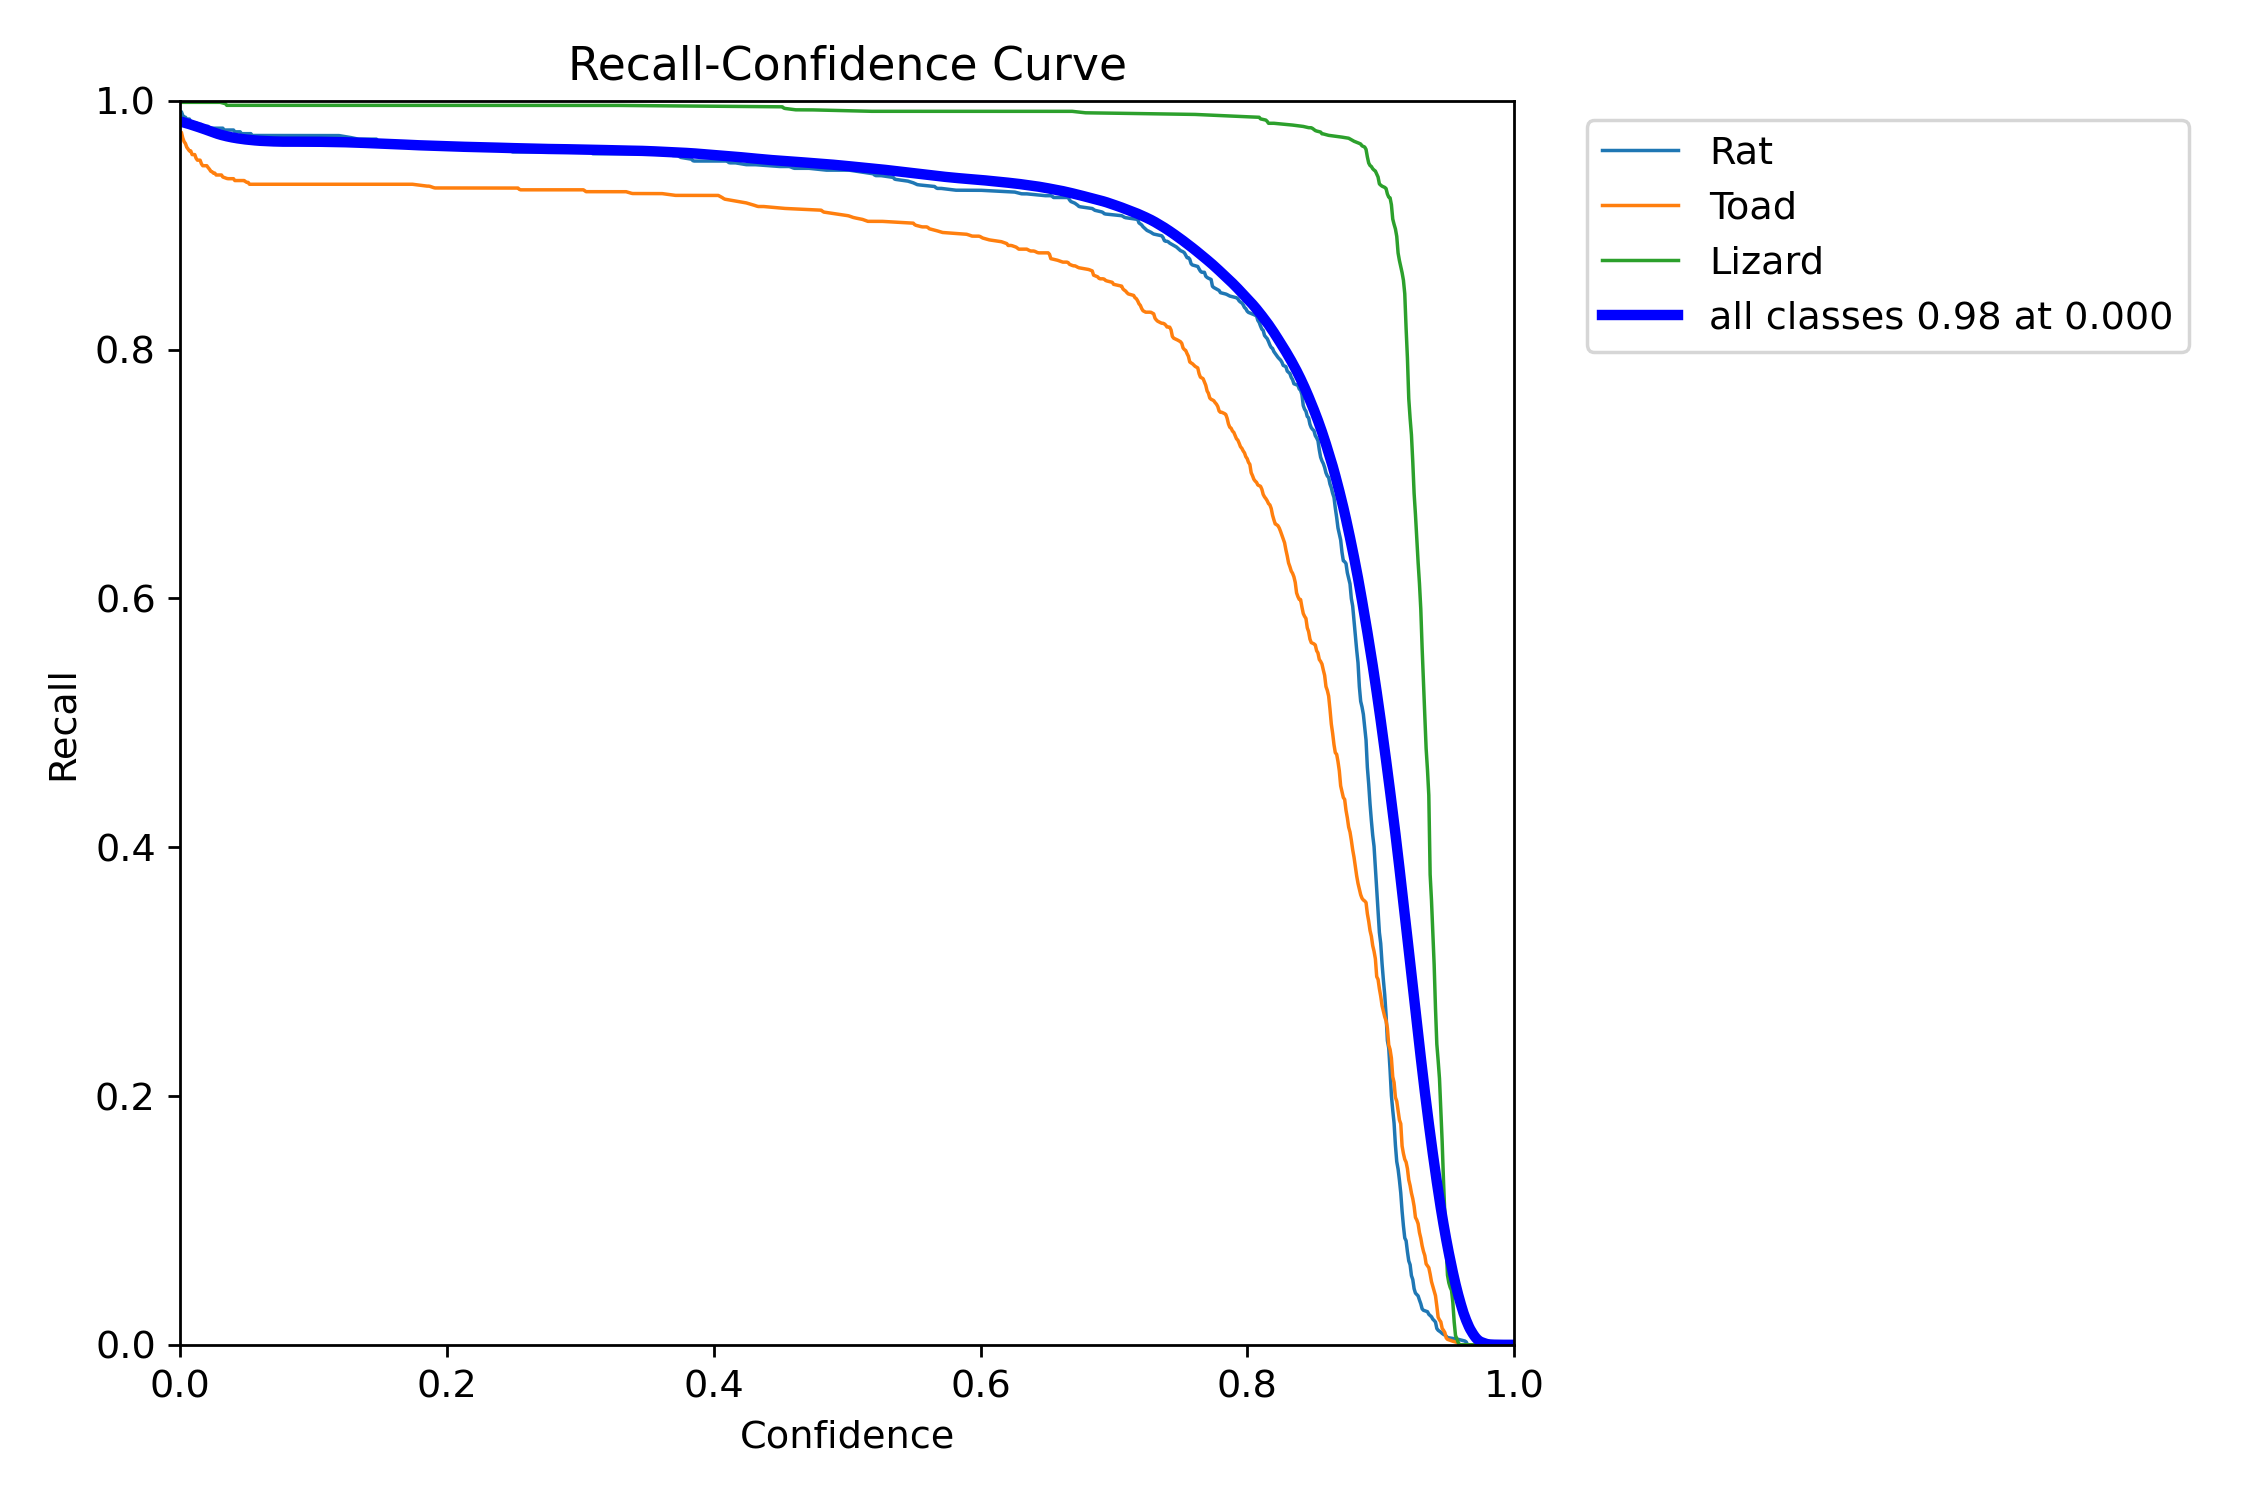 Recall-Confidence Curve
1.0
0.8
0.6
0.4
0.2
0.0
Recall
0.0 0.2 0.4 0.6 0.8 1.0
Confidence
Rat
Toad
Lizard
all classes 0.98 at 0.000